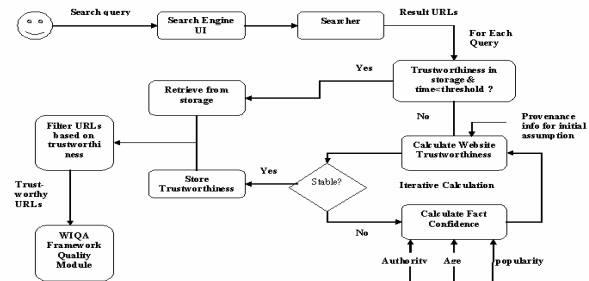 Search query
Search Engine
UI
Searcher
Result URLs
For Each
Query
Trustworthiness in
storage &
time<threshold ?
Yes
Retrieve from
storage
No
Provenance
info for initial
assumption
Filter URLs
based on
trustworthi
ness
Calculate Website
Trustworthiness
Store
Trustworthiness
Yes
Stable?
Iterative Calculation
Trust-
worthy
URLs
No
Calculate Fact
Confidence
WIQA
Framework
Quality
Module
Authority
Age
popularity